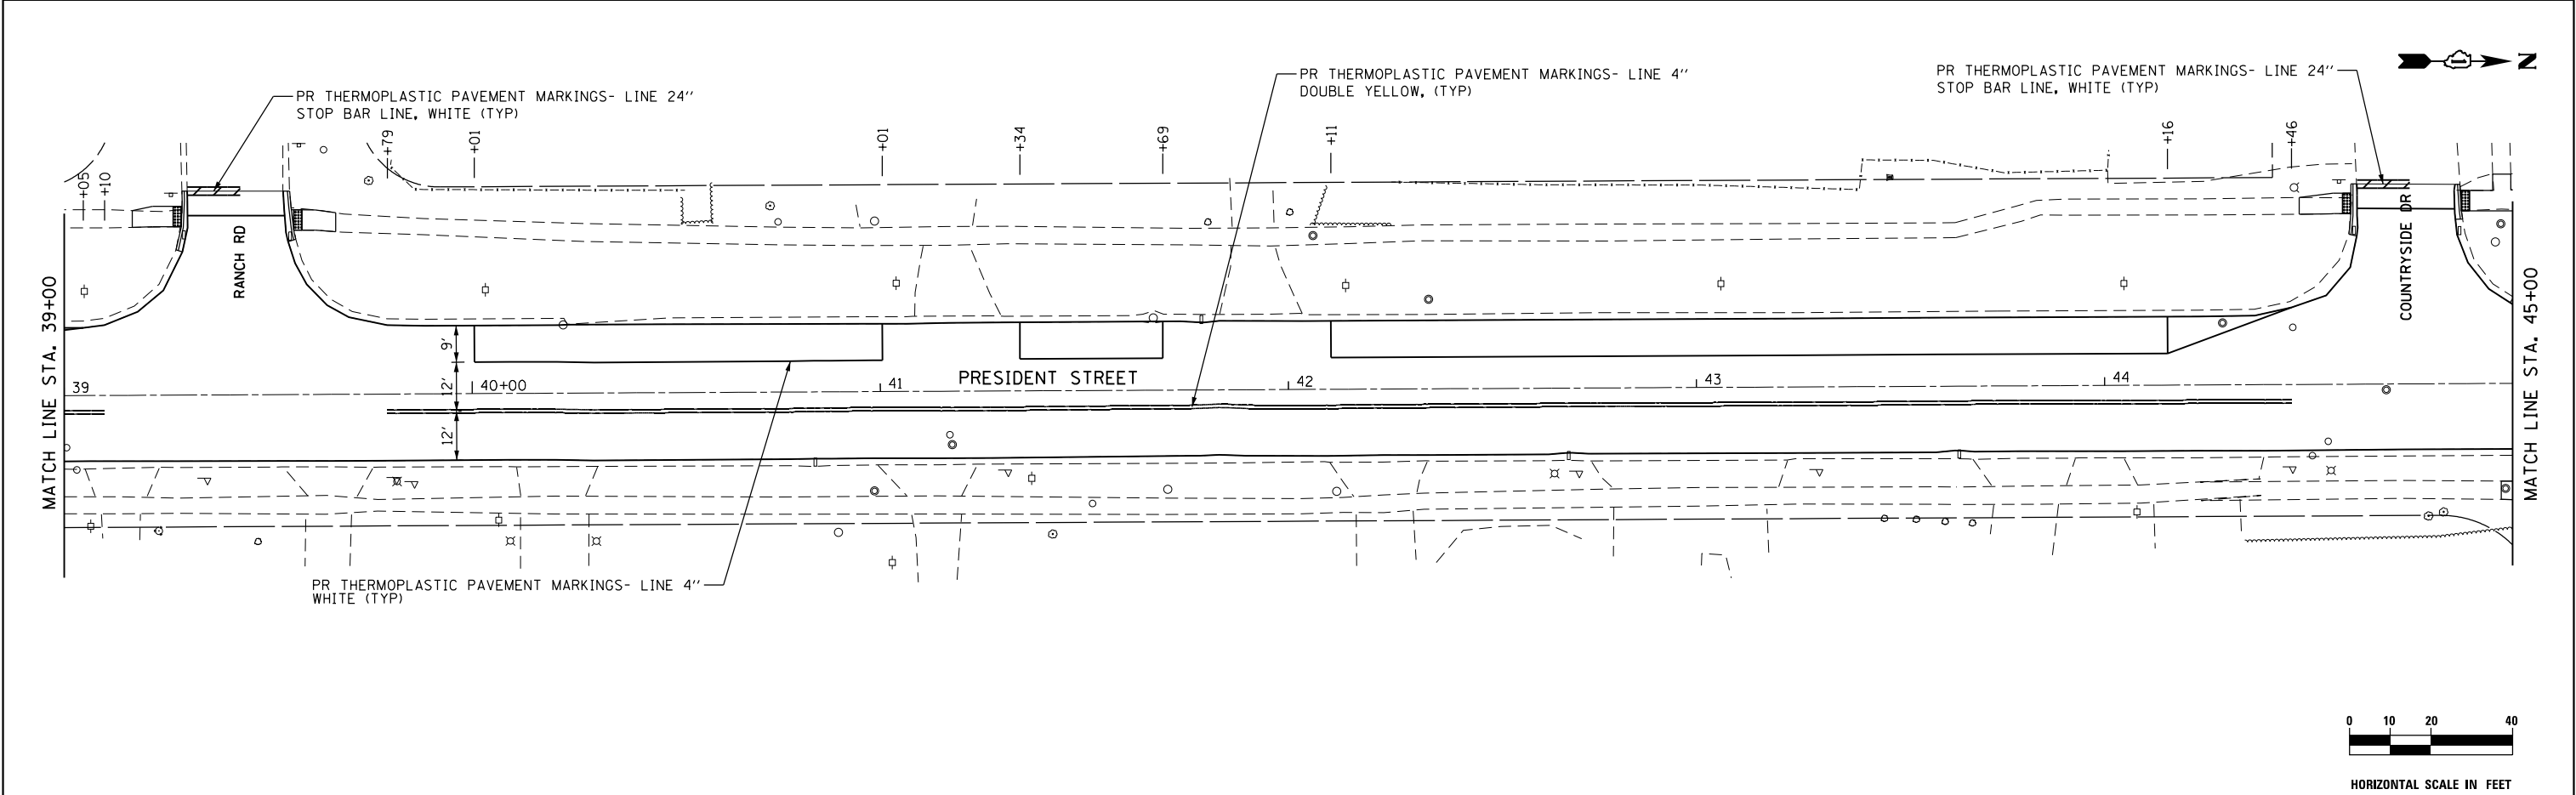 PR THERMOPLASTIC PAVEMENT MARKINGS- LINE 4''
DOUBLE YELLOW, (TYP)
PR THERMOPLASTIC PAVEMENT MARKINGS- LINE 24''
STOP BAR LINE, WHITE (TYP)
N
PR THERMOPLASTIC PAVEMENT MARKINGS- LINE 24''
STOP BAR LINE, WHITE (TYP)
+05
+10
+79
+01
+01
+34
+69
+11
+16
+46
RANCH RD
COUNTRYSIDE DR
MATCH LINE STA. 39+00
MATCH LINE STA. 45+00
9'
12'
12'
39
40+00
41
PRESIDENT STREET
42
43
44
PR THERMOPLASTIC PAVEMENT MARKINGS- LINE 4''
WHITE (TYP)
0 10 20 40
HORIZONTAL SCALE IN FEET